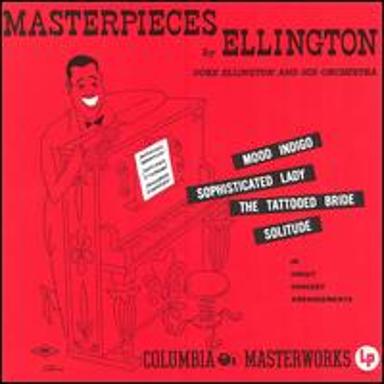 MASTERPIECES
by ELLINGTON
DUKE ELLINGTON AND HIS ORCHESTRA
MOOD INDIGO
SOPHISTICATED LADY
THE TATTOOED BRIDE
SOLITUDE
IN
CONCERT
ARRANGEMENTS
COLUMBIA MASTERWORKS LP